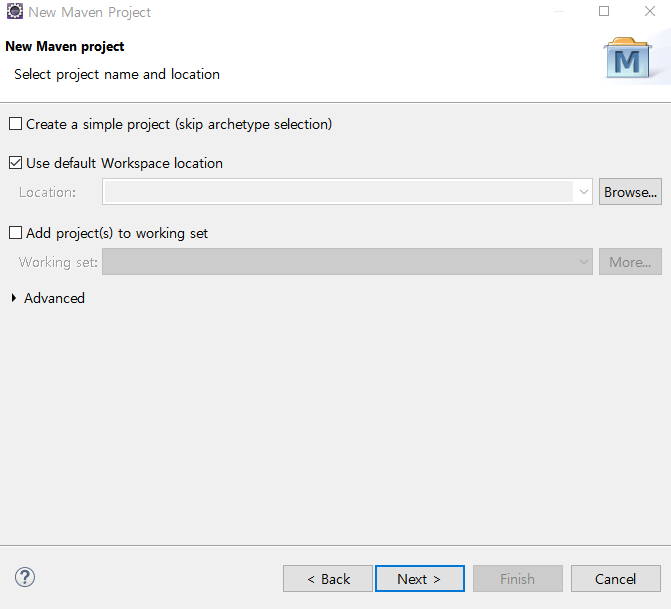 New Maven Project
New Maven project
Select project name and location
M
Create a simple project (skip archetype selection)
Use default Workspace location
Location:
Browse...
Add project(s) to working set
Working set:
More...
Advanced
?
< Back
Next >
Finish
Cancel